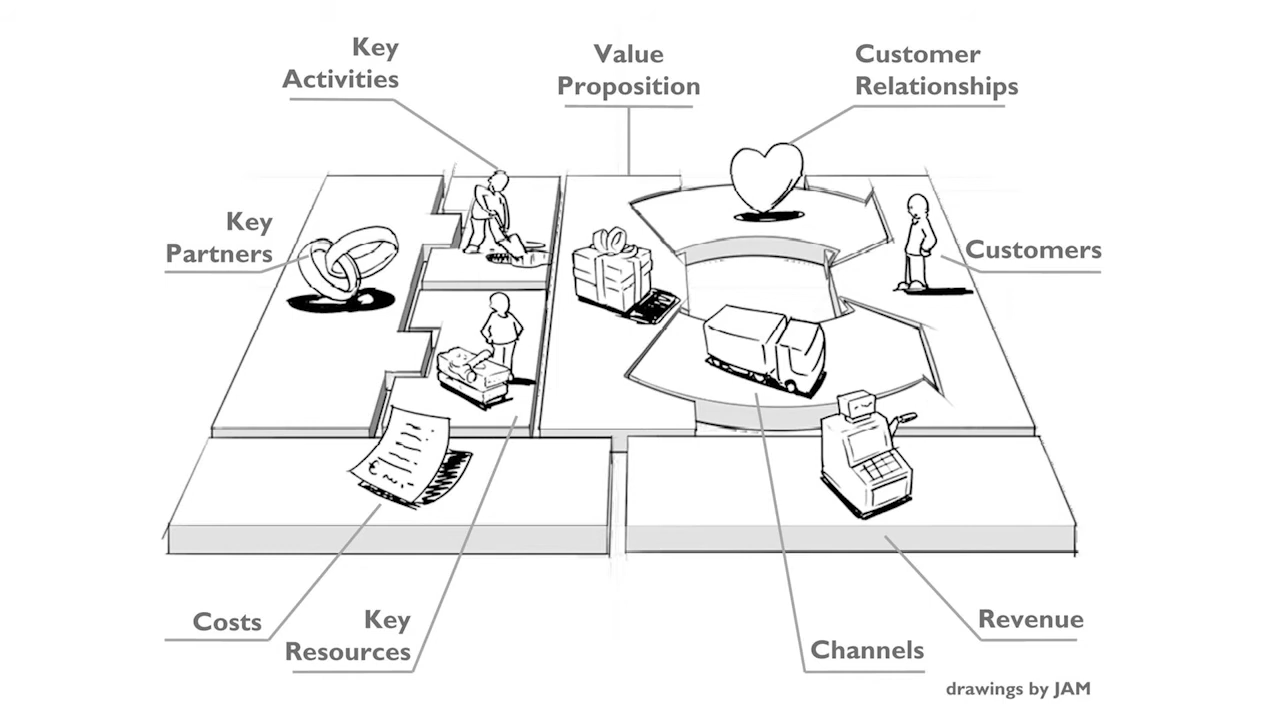 Key
Activities
Value
Proposition
Customer
Relationships
Key
Partners
Customers
Costs
Key
Resources
Channels
Revenue
drawings by JAM